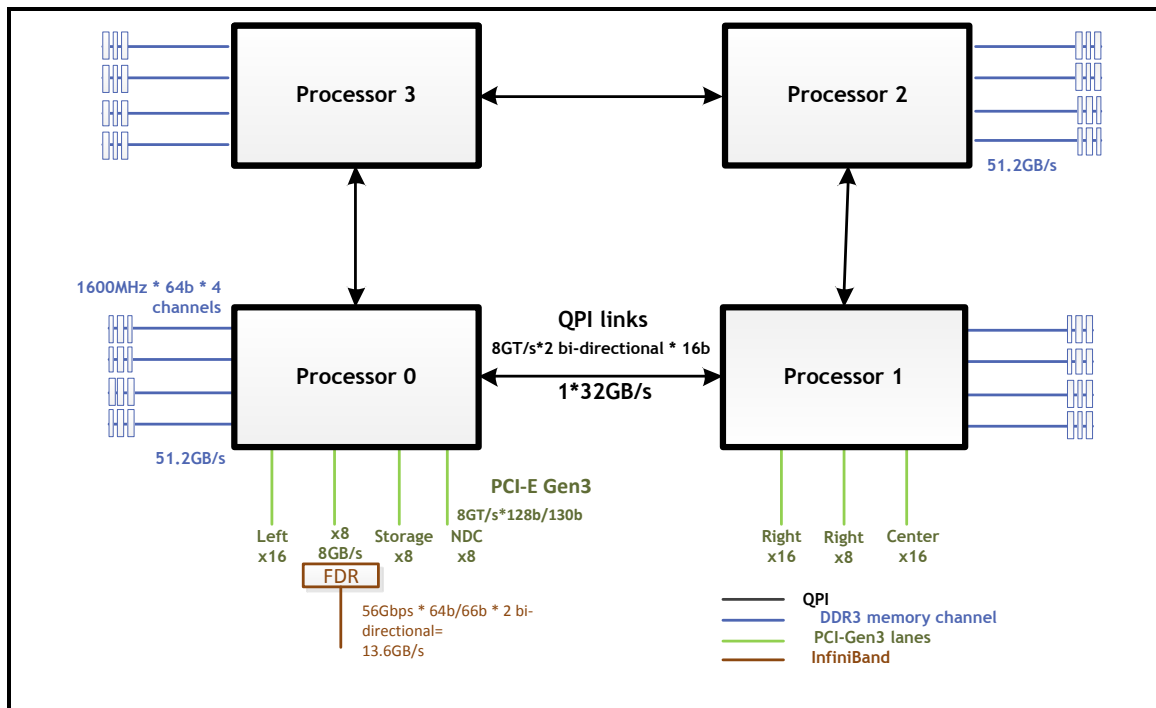 Processor 3
Processor 2
51.2GB/s
1600MHz * 64b * 4
channels
QPI links
8GT/s*2 bi-directional * 16b
Processor 0
Processor 1
1*32GB/s
51.2GB/s
PCI-E Gen3
8GT/s*128b/130b
Left
x16
x8
8GB/s
Storage
x8
NDC
x8
Right
x16
Right
x8
Center
x16
FDR
56Gbps * 64b/66b * 2 bi-
directional=
13.6GB/s
QPI
DDR3 memory channel
PCI-Gen3 lanes
InfiniBand